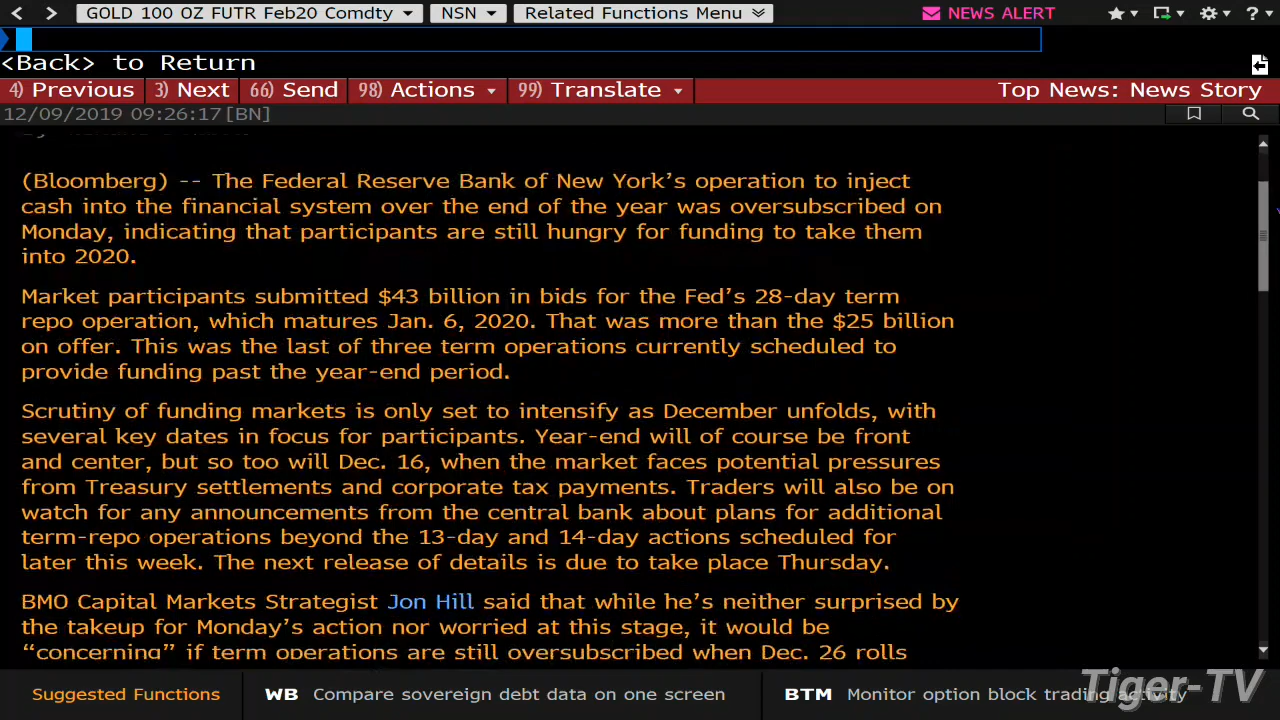 GOLD 100 OZ FUTR Feb20 Comdty NSN Related Functions Menu NEWS ALERT ?
<Back> to Return
4) Previous 3) Next 66) Send 98) Actions 99) Translate Top News: News Story
12/09/2019 09:26:17[BN]
(Bloomberg) -- The Federal Reserve Bank of New York’s operation to inject
cash into the financial system over the end of the year was oversubscribed on
Monday, indicating that participants are still hungry for funding to take them
into 2020.
Market participants submitted $43 billion in bids for the Fed’s 28-day term
repo operation, which matures Jan. 6, 2020. That was more than the $25 billion
on offer. This was the last of three term operations currently scheduled to
provide funding past the year-end period.
Scrutiny of funding markets is only set to intensify as December unfolds, with
several key dates in focus for participants. Year-end will of course be front
and center, but so too will Dec. 16, when the market faces potential pressures
from Treasury settlements and corporate tax payments. Traders will also be on
watch for any announcements from the central bank about plans for additional
term-repo operations beyond the 13-day and 14-day actions scheduled for
later this week. The next release of details is due to take place Thursday.
BMO Capital Markets Strategist Jon Hill said that while he’s neither surprised by
the takeup for Monday’s action nor worried at this stage, it would be
“concerning” if term operations are still oversubscribed when Dec. 26 rolls
Suggested Functions WB Compare sovereign debt data on one screen BTM Monitor option block trading activity
Tiger-TV